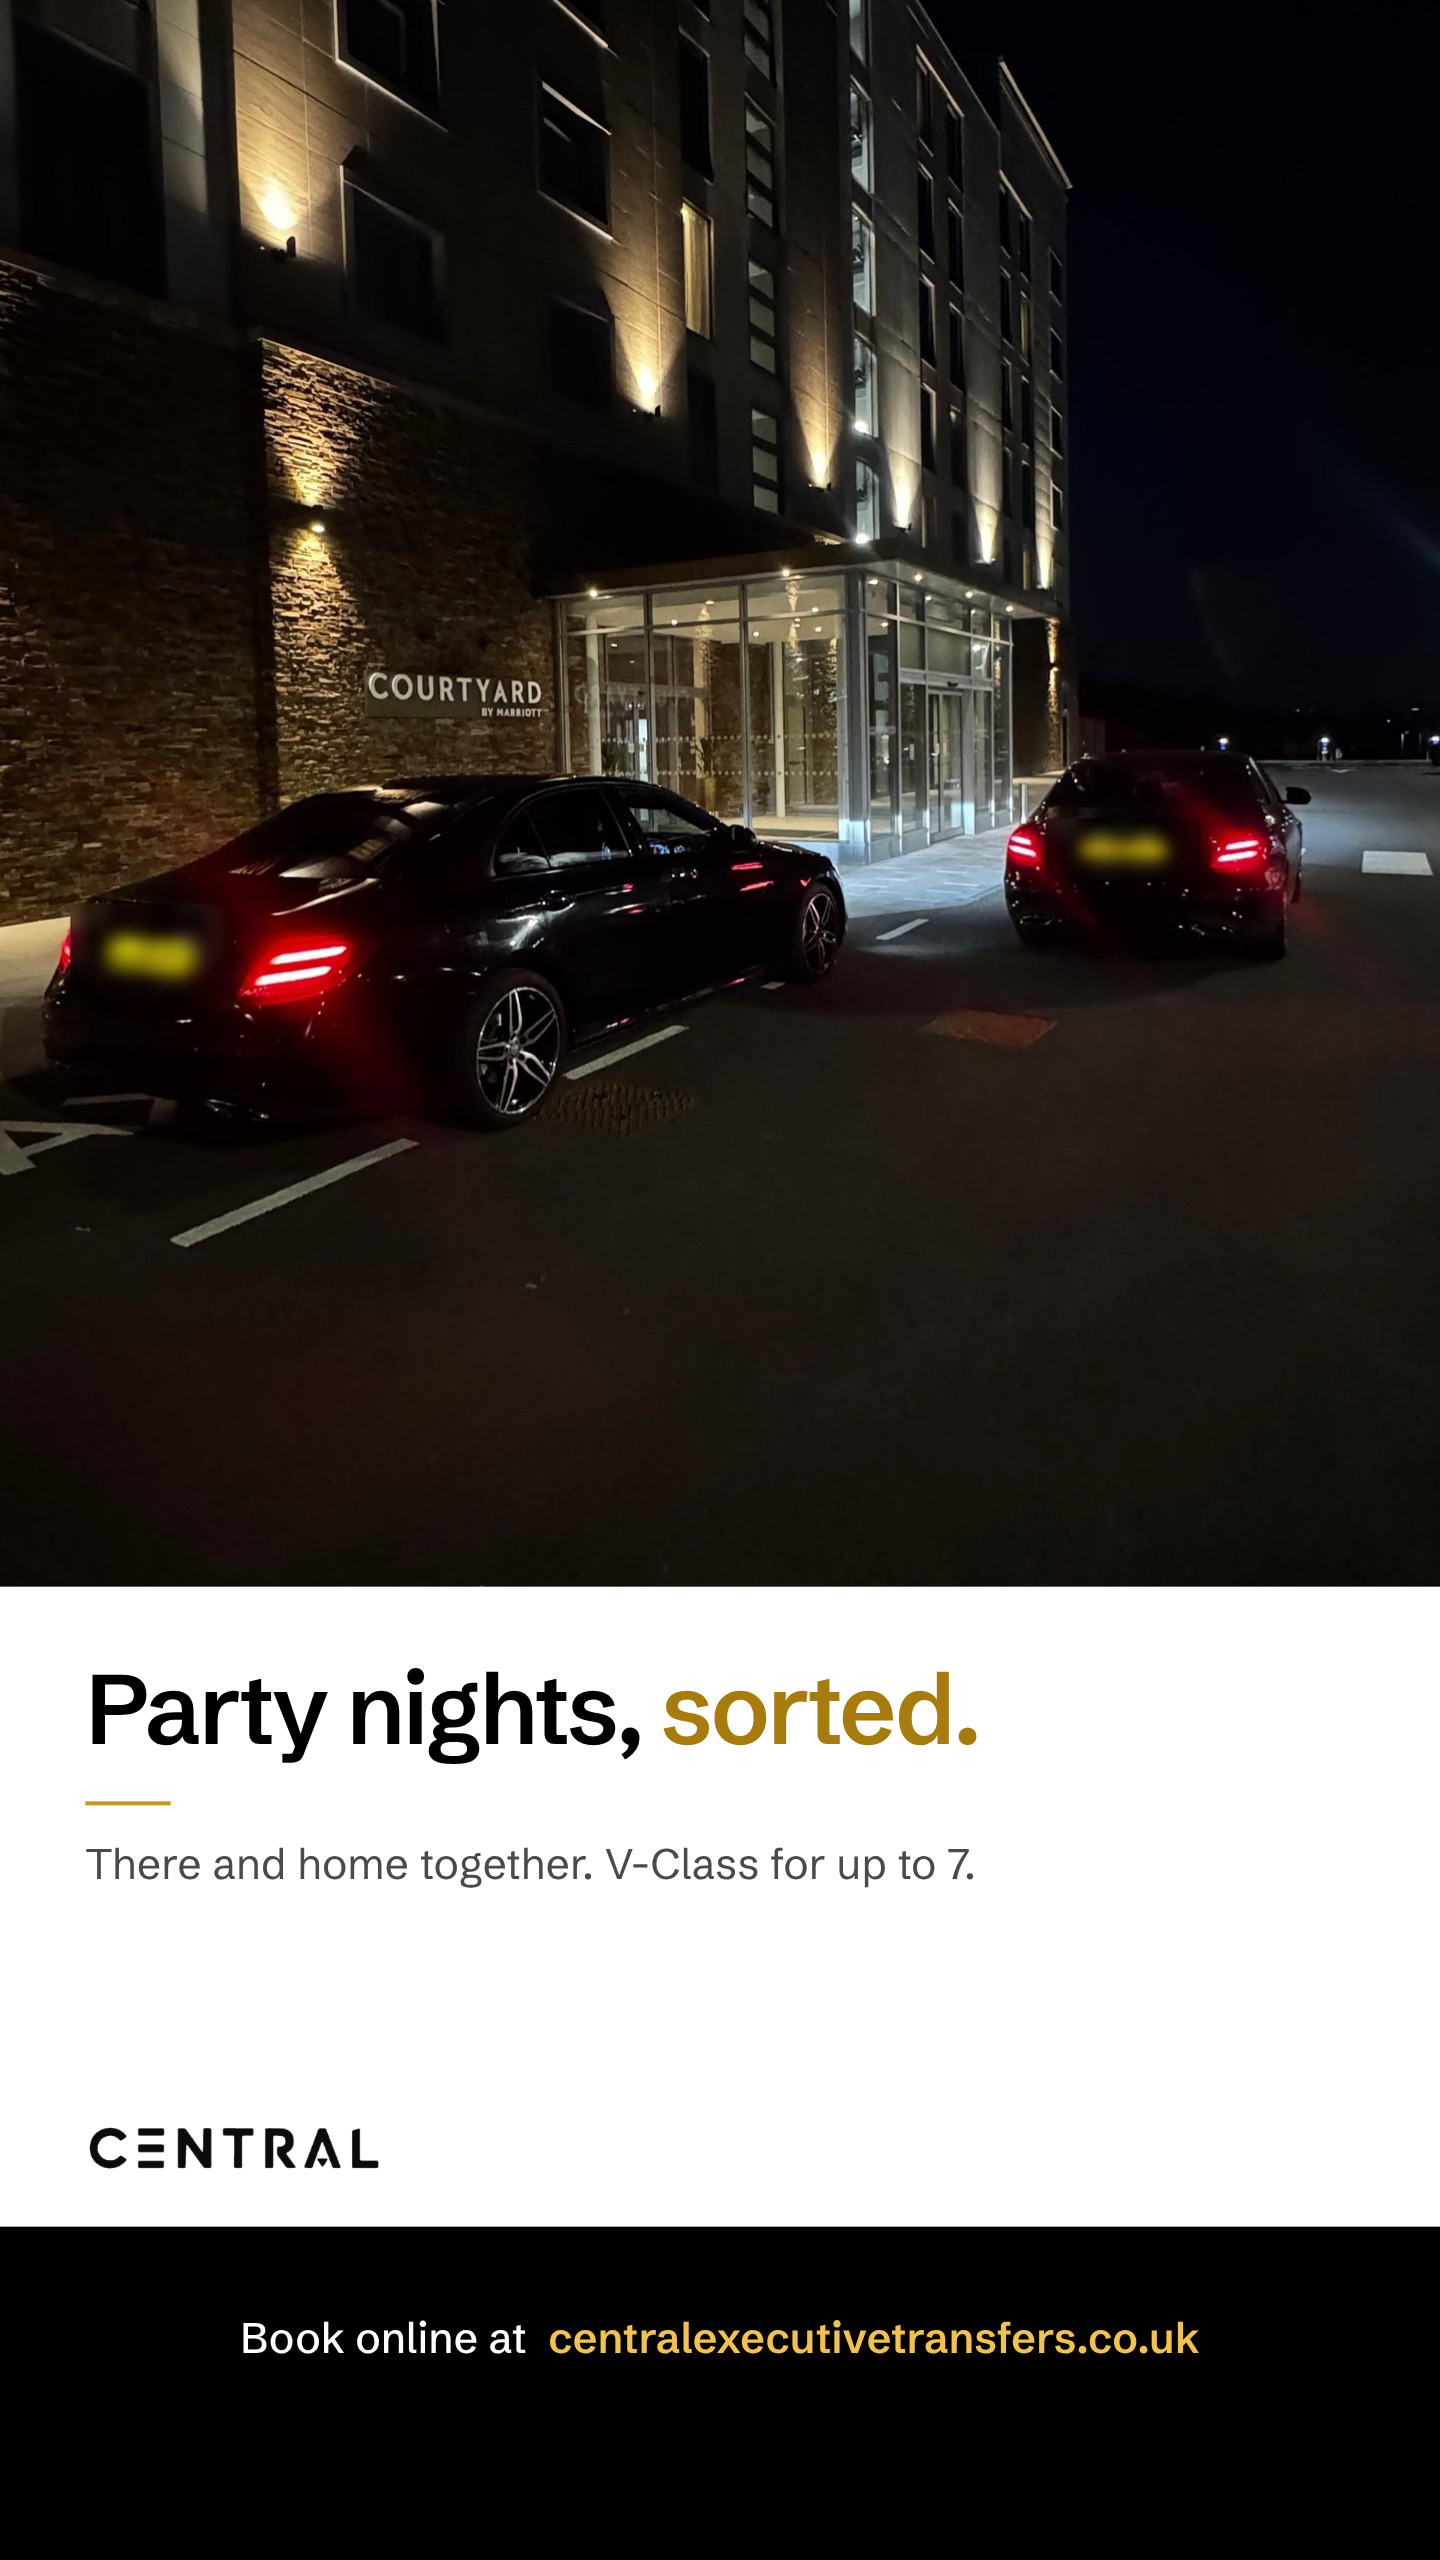 COURTYARD
BY MARRIOTT
A
Party nights, sorted.
There and home together. V-Class for up to 7.
CENTRAL
Book online at centralexecutivetransfers.co.uk